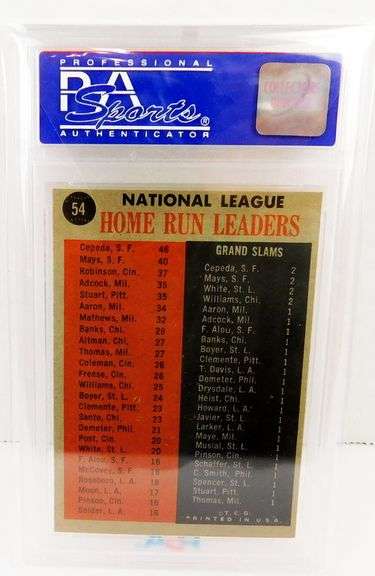 PROFESSIONAL
PSA
Sports®
AUTHENTICATOR
COLLECTORS
54
NATIONAL LEAGUE
HOME RUN LEADERS
Cepeda, S. F. 46
Mays, S. F. 40
Robinson, Cin. 37
Adcock, Mil. 35
Stuart, Pitt. 35
Aaron, Mil. 34
Mathews, Mil. 32
Banks, Chi. 29
Altman, Chi. 27
Thomas, Mil. 27
Coleman, Cin. 26
Freese, Cin. 26
Williams, Chi. 25
Boyer, St. L. 24
Clemente, Pitt. 23
Santo, Chi. 23
Demeter, Phil. 21
Post, Cin. 20
White, St. L. 20
F. Alou, S. F. 18
McCovey, S. F. 18
Roseboro, L. A. 18
Moon, L. A. 17
Pinson, Cin. 16
Snider, L. A. 16
GRAND SLAMS
Cepeda, S. F. 2
Mays, S. F. 2
White, St. L. 2
Williams, Chi. 2
Aaron, Mil. 1
Adcock, Mil. 1
F. Alou, S. F. 1
Banks, Chi. 1
Boyer, St. L. 1
Clemente, Pitt. 1
T. Davis, L. A. 1
Demeter, Phil. 1
Drysdale, L. A. 1
Heist, Chi. 1
Howard, L. A. 1
Javier, St. L. 1
Larker, L. A. 1
Maye, Mil. 1
Musial, St. L. 1
Pinson, Cin. 1
Schaffer, St. L. 1
C. Smith, Phil. 1
Spencer, St. L. 1
Stuart, Pitt. 1
Thomas, Mil. 1
T. C. G.
PRINTED IN U.S.A.